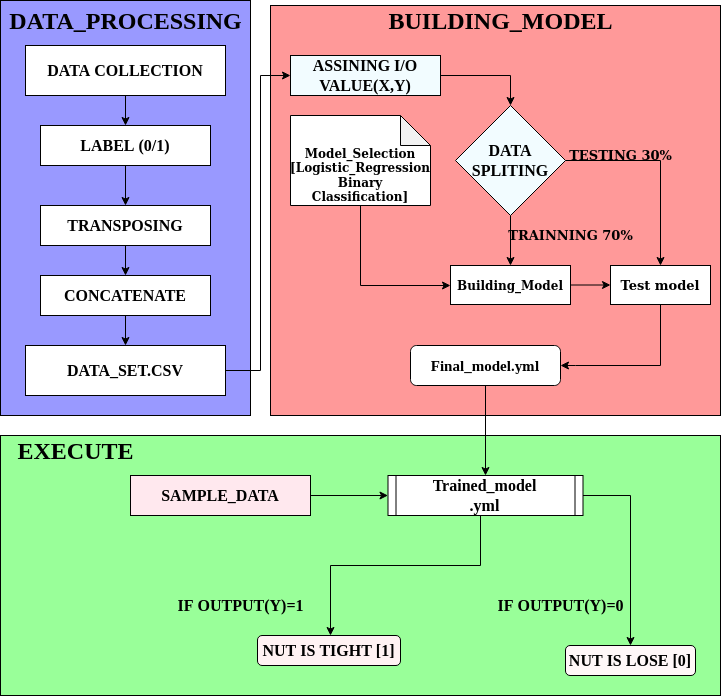 DATA_PROCESSING
DATA COLLECTION
LABEL (0/1)
TRANSPOSING
CONCATENATE
DATA_SET.CSV
BUILDING_MODEL
ASSINING I/O
VALUE(X,Y)
Model_Selection
[Logistic_Regression
Binary
Classification]
DATA
SPLITING
TESTING 30%
TRAINNING 70%
Building_Model
Test model
Final_model.yml
EXECUTE
SAMPLE_DATA
Trained_model
.yml
IF OUTPUT(Y)=1
IF OUTPUT(Y)=0
NUT IS TIGHT [1]
NUT IS LOSE [0]